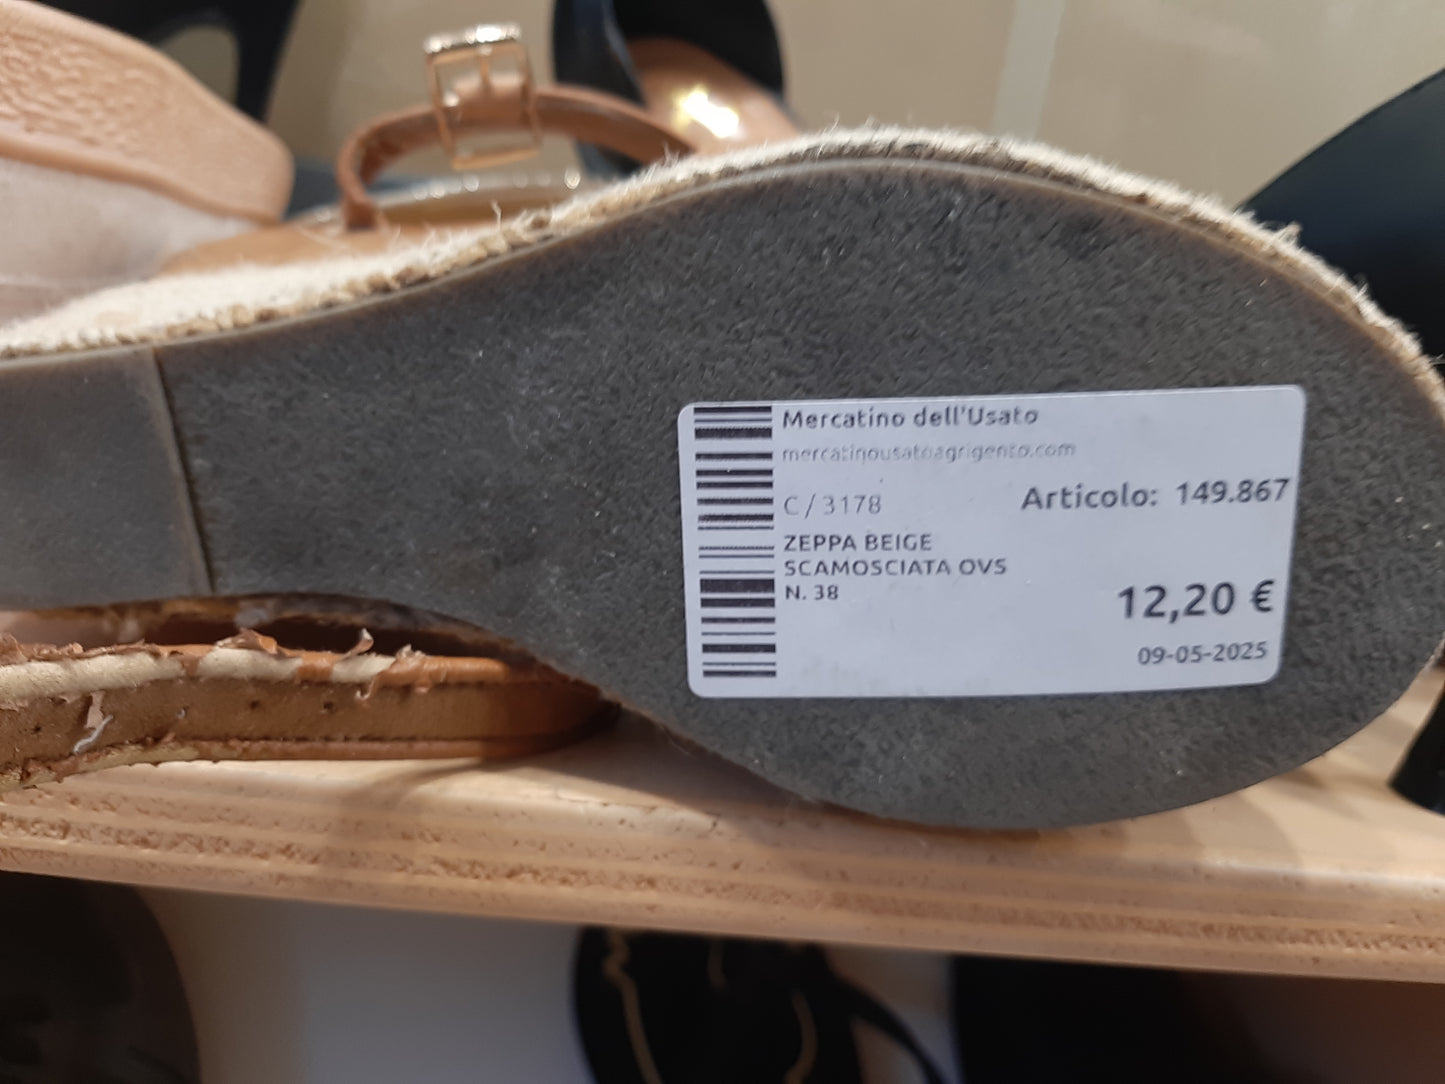 Mercatino dell'Usato
mercatinousatoagrigento.com
C / 3178
Articolo: 149.867
ZEPPA BEIGE
SCAMOSCIATA OVS
N. 38
12,20 €
09-05-2025